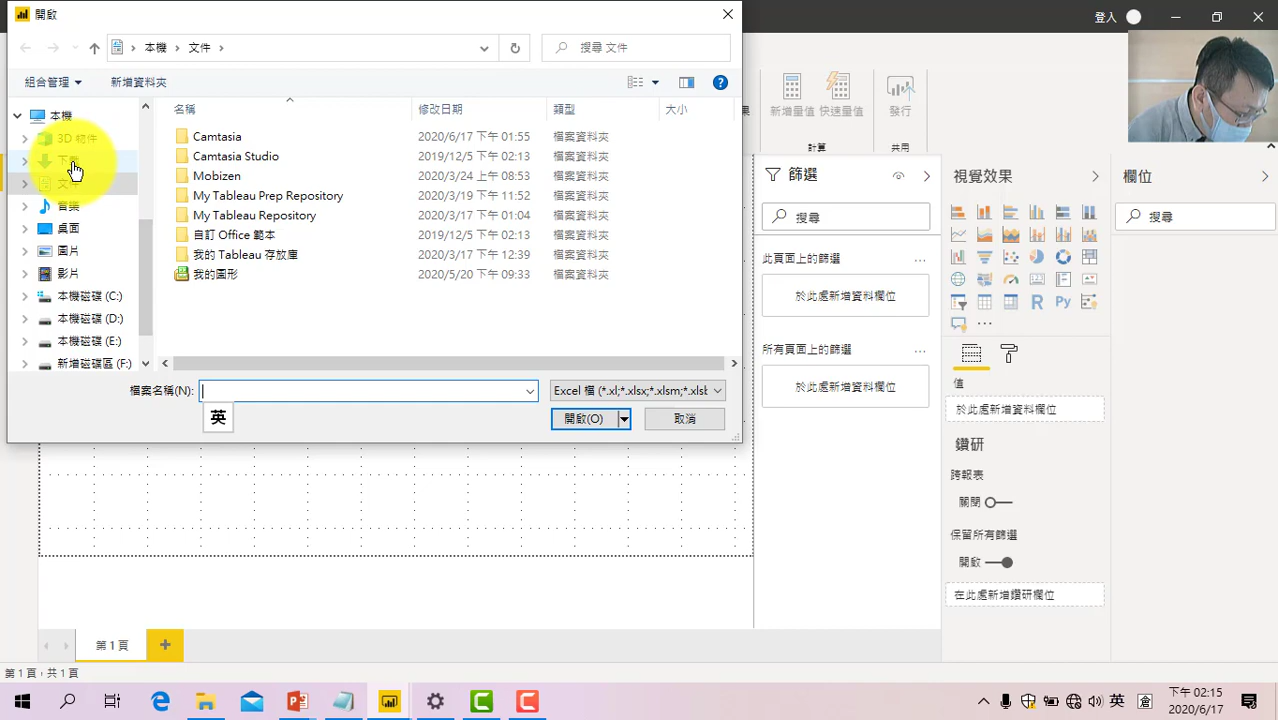 開啟
登入
本機 › 文件 ›
搜尋 文件
組合管理
新增資料夾
名稱
修改日期
類型
大小
本機
3D 物件
下載
文件
音樂
桌面
圖片
影片
本機磁碟 (C:)
本機磁碟 (D:)
本機磁碟 (E:)
新增磁碟區 (F:)
Camtasia
2020/6/17 下午 01:55
檔案資料夾
Camtasia Studio
2019/12/5 下午 02:13
檔案資料夾
Mobizen
2020/3/24 上午 08:53
檔案資料夾
My Tableau Prep Repository
2020/3/19 上午 11:52
檔案資料夾
My Tableau Repository
2020/3/17 下午 01:04
檔案資料夾
自訂 Office 範本
2019/12/5 下午 02:13
檔案資料夾
我的 Tableau 存放庫
2020/3/17 下午 12:39
檔案資料夾
我的圖形
2020/5/20 上午 09:33
檔案資料夾
檔案名稱(N):
Excel 檔 (*.xl;*.xlsx;*.xlsm;*.xlsb
英
開啟(O)
取消
新增量值
快速量值
發行
計算
共用
篩選
搜尋
此頁面上的篩選
於此處新增資料欄位
所有頁面上的篩選
於此處新增資料欄位
視覺效果
R
Py
值
於此處新增資料欄位
鑽研
跨報表
關閉
保留所有篩選
開啟
在此處新增鑽研欄位
欄位
搜尋
第 1 頁
第 1 頁，共 1 頁
英
倉
下午 02:15
2020/6/17